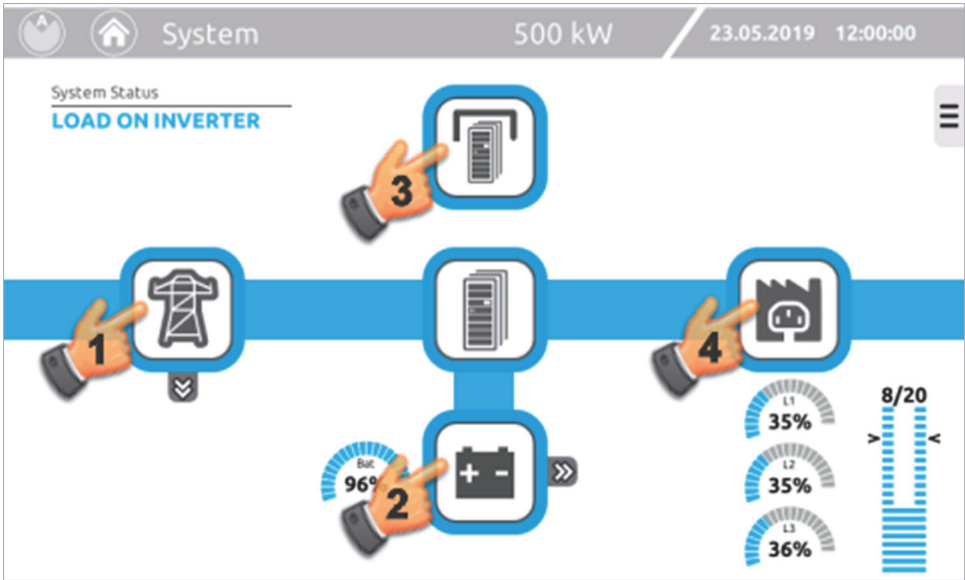 A
System
500 kW
23.05.2019 12:00:00
System Status
LOAD ON INVERTER
3
1
4
8/20
L1
35%
Bat
96%
2
L2
35%
L3
36%